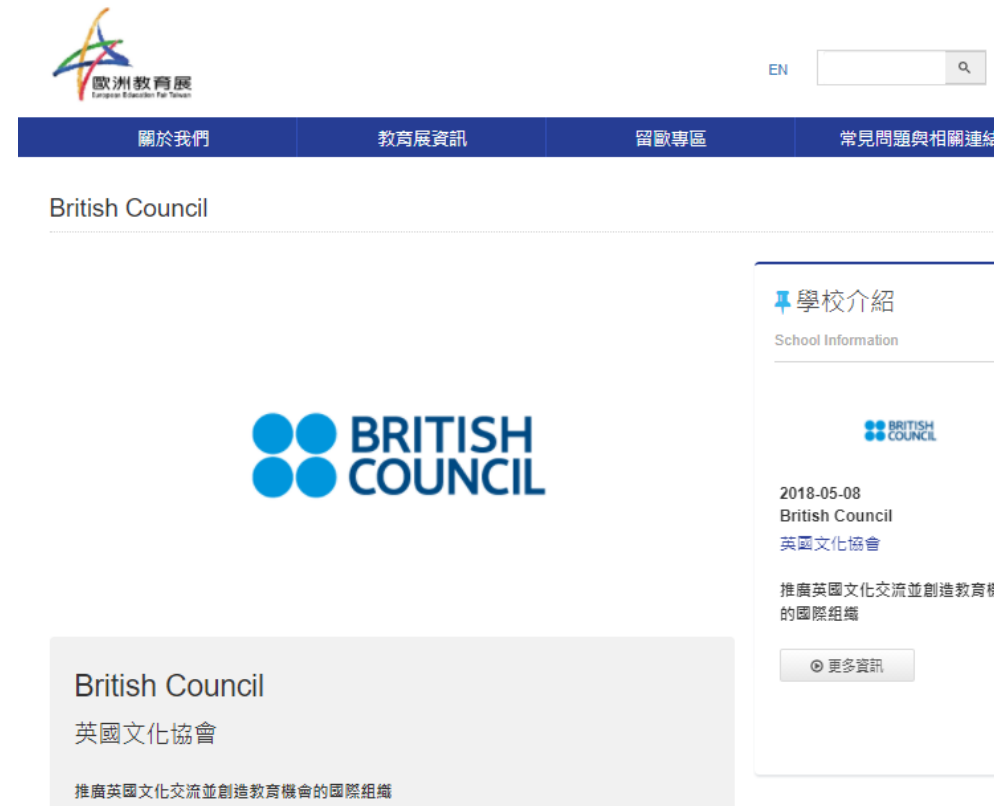 歐洲教育展
European Education Fair Taiwan
EN
關於我們
教育展資訊
留歐專區
常見問題與相關連結
British Council
BRITISH
COUNCIL
British Council
英國文化協會
推廣英國文化交流並創造教育機會的國際組織
學校介紹
School Information
BRITISH
COUNCIL
2018-05-08
British Council
英國文化協會
推廣英國文化交流並創造教育機
的國際組織
更多資訊